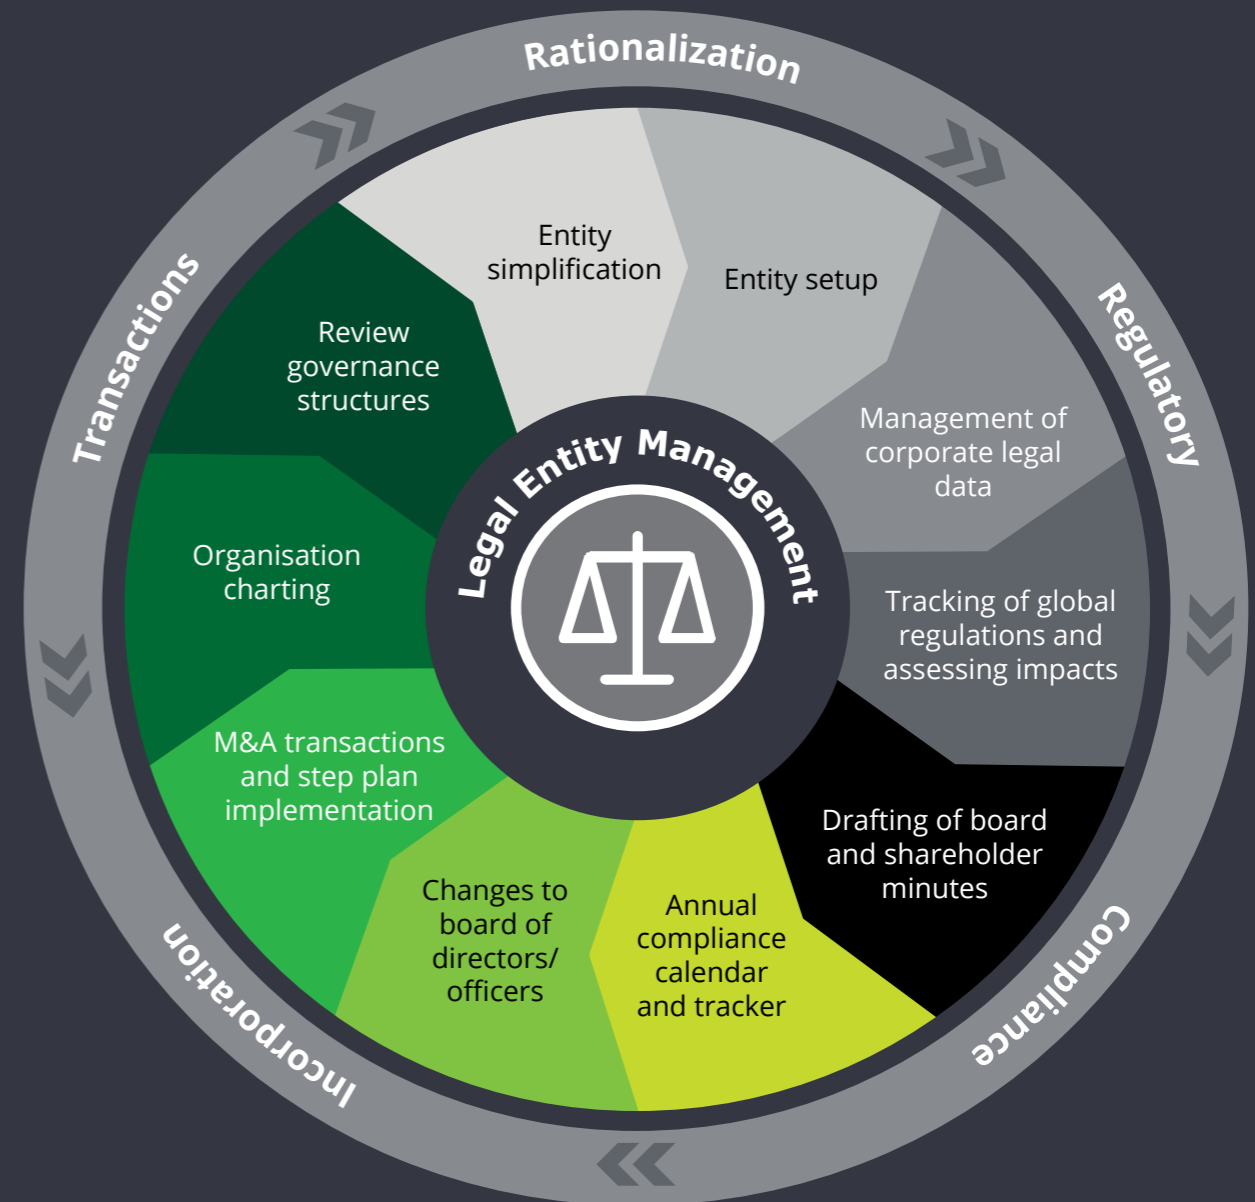 Rationalization
Regulatory
Compliance
Incorporation
Transactions
Entity
simplification
Entity setup
Management of
corporate legal
data
Tracking of global
regulations and
assessing impacts
Drafting of board
and shareholder
minutes
Annual
compliance
calendar
and tracker
Changes to
board of
directors/
officers
M&A transactions
and step plan
implementation
Organisation
charting
Review
governance
structures
Legal Entity Management